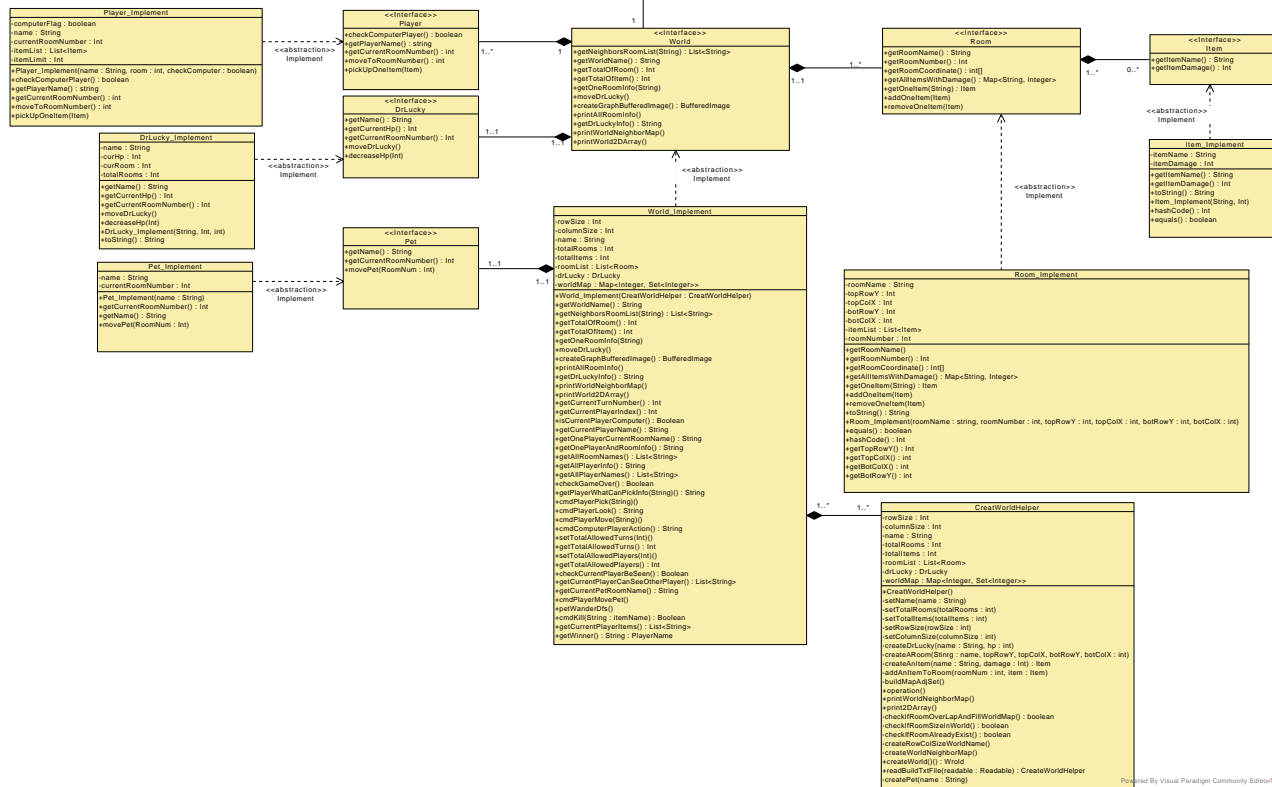 Player_Implement
-computerFlag : boolean
-name : String
-currentRoomNumber : Int
-itemList : List<Item>
-itemLimit : Int
+Player_Implement(name : String, room : int, checkComputer : boolean)
+checkComputerPlayer() : boolean
+getPlayerName() : string
+getCurrentRoomNumber() : int
+moveToRoomNumber() : int
+pickUpOneItem(Item)
<<abstraction>>
Implement
<<Interface>>
Player
+checkComputerPlayer() : boolean
+getPlayerName() : string
+getCurrentRoomNumber() : int
+moveToRoomNumber() : int
+pickUpOneItem(Item)
1..*
1
1
<<Interface>>
World
+getNeighborsRoomList(String) : List<String>
+getWorldName() : String
+getTotalOfRoom() : Int
+getTotalOfItem() : Int
+getOneRoomInfo(String)
+moveDrLucky()
+createGraphBufferedImage() : BufferedImage
+printAllRoomInfo()
+getDrLuckyInfo() : String
+printWorldNeighborMap()
+printWorld2DArray()
1..1
1..*
<<Interface>>
Room
+getRoomName() : String
+getRoomNumber() : Int
+getRoomCoordinate() : int[]
+getAllItemsWithDamage() : Map<String, Integer>
+getOneItem(String) : Item
+addOneItem(Item)
+removeOneItem(Item)
1..*
0..*
<<Interface>>
Item
+getItemName() : String
+getItemDamage() : Int
<<abstraction>>
Implement
Item_Implement
-itemName : String
-itemDamage : Int
+getItemName() : String
+getItemDamage() : Int
+toString() : String
+Item_Implement(String, Int)
+hashCode() : Int
+equals() : boolean
DrLucky_Implement
-name : String
-curHp : Int
-curRoom : Int
-totalRooms : Int
+getName() : String
+getCurrentHp() : Int
+getCurrentRoomNumber() : Int
+moveDrLucky()
+decreaseHp(Int)
+DrLucky_Implement(String, Int, int)
+toString() : String
<<abstraction>>
Implement
<<Interface>>
DrLucky
+getName() : String
+getCurrentHp() : Int
+getCurrentRoomNumber() : Int
+moveDrLucky()
+decreaseHp(Int)
1..1
1..1
<<abstraction>>
Implement
<<abstraction>>
Implement
Pet_Implement
-name : String
-currentRoomNumber : Int
+Pet_Implement(name : String)
+getCurrentRoomNumber() : Int
+getName() : String
+movePet(RoomNum : Int)
<<abstraction>>
Implement
<<Interface>>
Pet
+getName() : String
+getCurrentRoomNumber() : Int
+movePet(RoomNum : Int)
1..1
1..1
World_Implement
-rowSize : Int
-columnSize : Int
-name : String
-totalRooms : Int
-totalItems : Int
-roomList : List<Room>
-drLucky : DrLucky
-worldMap : Map<Integer, Set<Integer>>
+World_Implement(CreatWorldHelper : CreatWorldHelper)
+getWorldName() : String
+getNeighborsRoomList(String) : List<String>
+getTotalOfRoom() : Int
+getTotalOfItem() : Int
+getOneRoomInfo(String)
+moveDrLucky()
+createGraphBufferedImage() : BufferedImage
+printAllRoomInfo()
+getDrLuckyInfo() : String
+printWorldNeighborMap()
+printWorld2DArray()
+getCurrentTurnNumber() : Int
+getCurrentPlayerIndex() : Int
+isCurrentPlayerComputer() : Boolean
+getCurrentPlayerName() : String
+getOnePlayerCurrentRoomName() : String
+getOnePlayerAndRoomInfo() : String
+getAllRoomNames() : List<String>
+getAllPlayerInfo() : String
+getAllPlayerNames() : List<String>
+checkGameOver() : Boolean
+getPlayerWhatCanPickInfo(String)() : String
+cmdPlayerPick(String)()
+cmdPlayerLook() : String
+cmdPlayerMove(String)()
+cmdComputerPlayerAction() : String
+setTotalAllowedTurns(Int)()
+getTotalAllowedTurns() : Int
+setTotalAllowedPlayers(Int)()
+getTotalAllowedPlayers() : Int
+checkCurrentPlayerBeSeen() : Boolean
+getCurrentPlayerCanSeeOtherPlayer() : List<String>
+getCurrentPetRoomName() : String
+cmdPlayerMovePet()
+petWanderDfs()
+cmdKill(String : itemName) : Boolean
+getCurrentPlayerItems() : List<String>
+getWinner() : String : PlayerName
Room_Implement
-roomName : String
-topRowY : Int
-topColX : Int
-botRowY : Int
-botColX : Int
-itemList : List<Item>
-roomNumber : Int
+getRoomName()
+getRoomNumber() : Int
+getRoomCoordinate() : Int[]
+getAllItemsWithDamage() : Map<String, Integer>
+getOneItem(String) : Item
+addOneItem(Item)
+removeOneItem(Item)
+toString() : String
+Room_Implement(roomName : string, roomNumber : int, topRowY : int, topColX : int, botRowY : int, botColX : int)
+equals() : boolean
+hashCode() : Int
+getTopRowY() : int
+getTopColX() : int
+getBotColX() : int
+getBotRowY() : int
1..*
1..*
CreatWorldHelper
-rowSize : Int
-columnSize : Int
-name : String
-totalRooms : Int
-totalItems : Int
-roomList : List<Room>
-drLucky : DrLucky
-worldMap : Map<Integer, Set<Integer>>
+CreatWorldHelper()
-setName(name : String)
-setTotalRooms(totalRooms : int)
-setTotalItems(totalItems : int)
-setRowSize(rowSize : int)
-setColumnSize(columnSize : int)
-createDrLucky(name : String, hp : int)
-createARoom(Stinrg : name, topRowY, topColX, botRowY, botColX : int)
-createAnItem(name : String, damage : Int) : Item
-addAnItemToRoom(roomNum : int, item : Item)
-buildMapAdjSet()
+operation()
+printWorldNeighborMap()
+print2DArray()
-checkIfRoomOverLapAndFillWorldMap() : boolean
-checkIfRoomSizeInWorld() : boolean
-checkIfRoomAlreadyExist() : boolean
-createRowColSizeWorldName()
-createWorldNeighborMap()
+createWorld()() : Wrold
+readBuildTxtFile(readable : Readable) : CreateWorldHelper
-createPet(name : String)
Powered By Visual Paradigm Community Edition